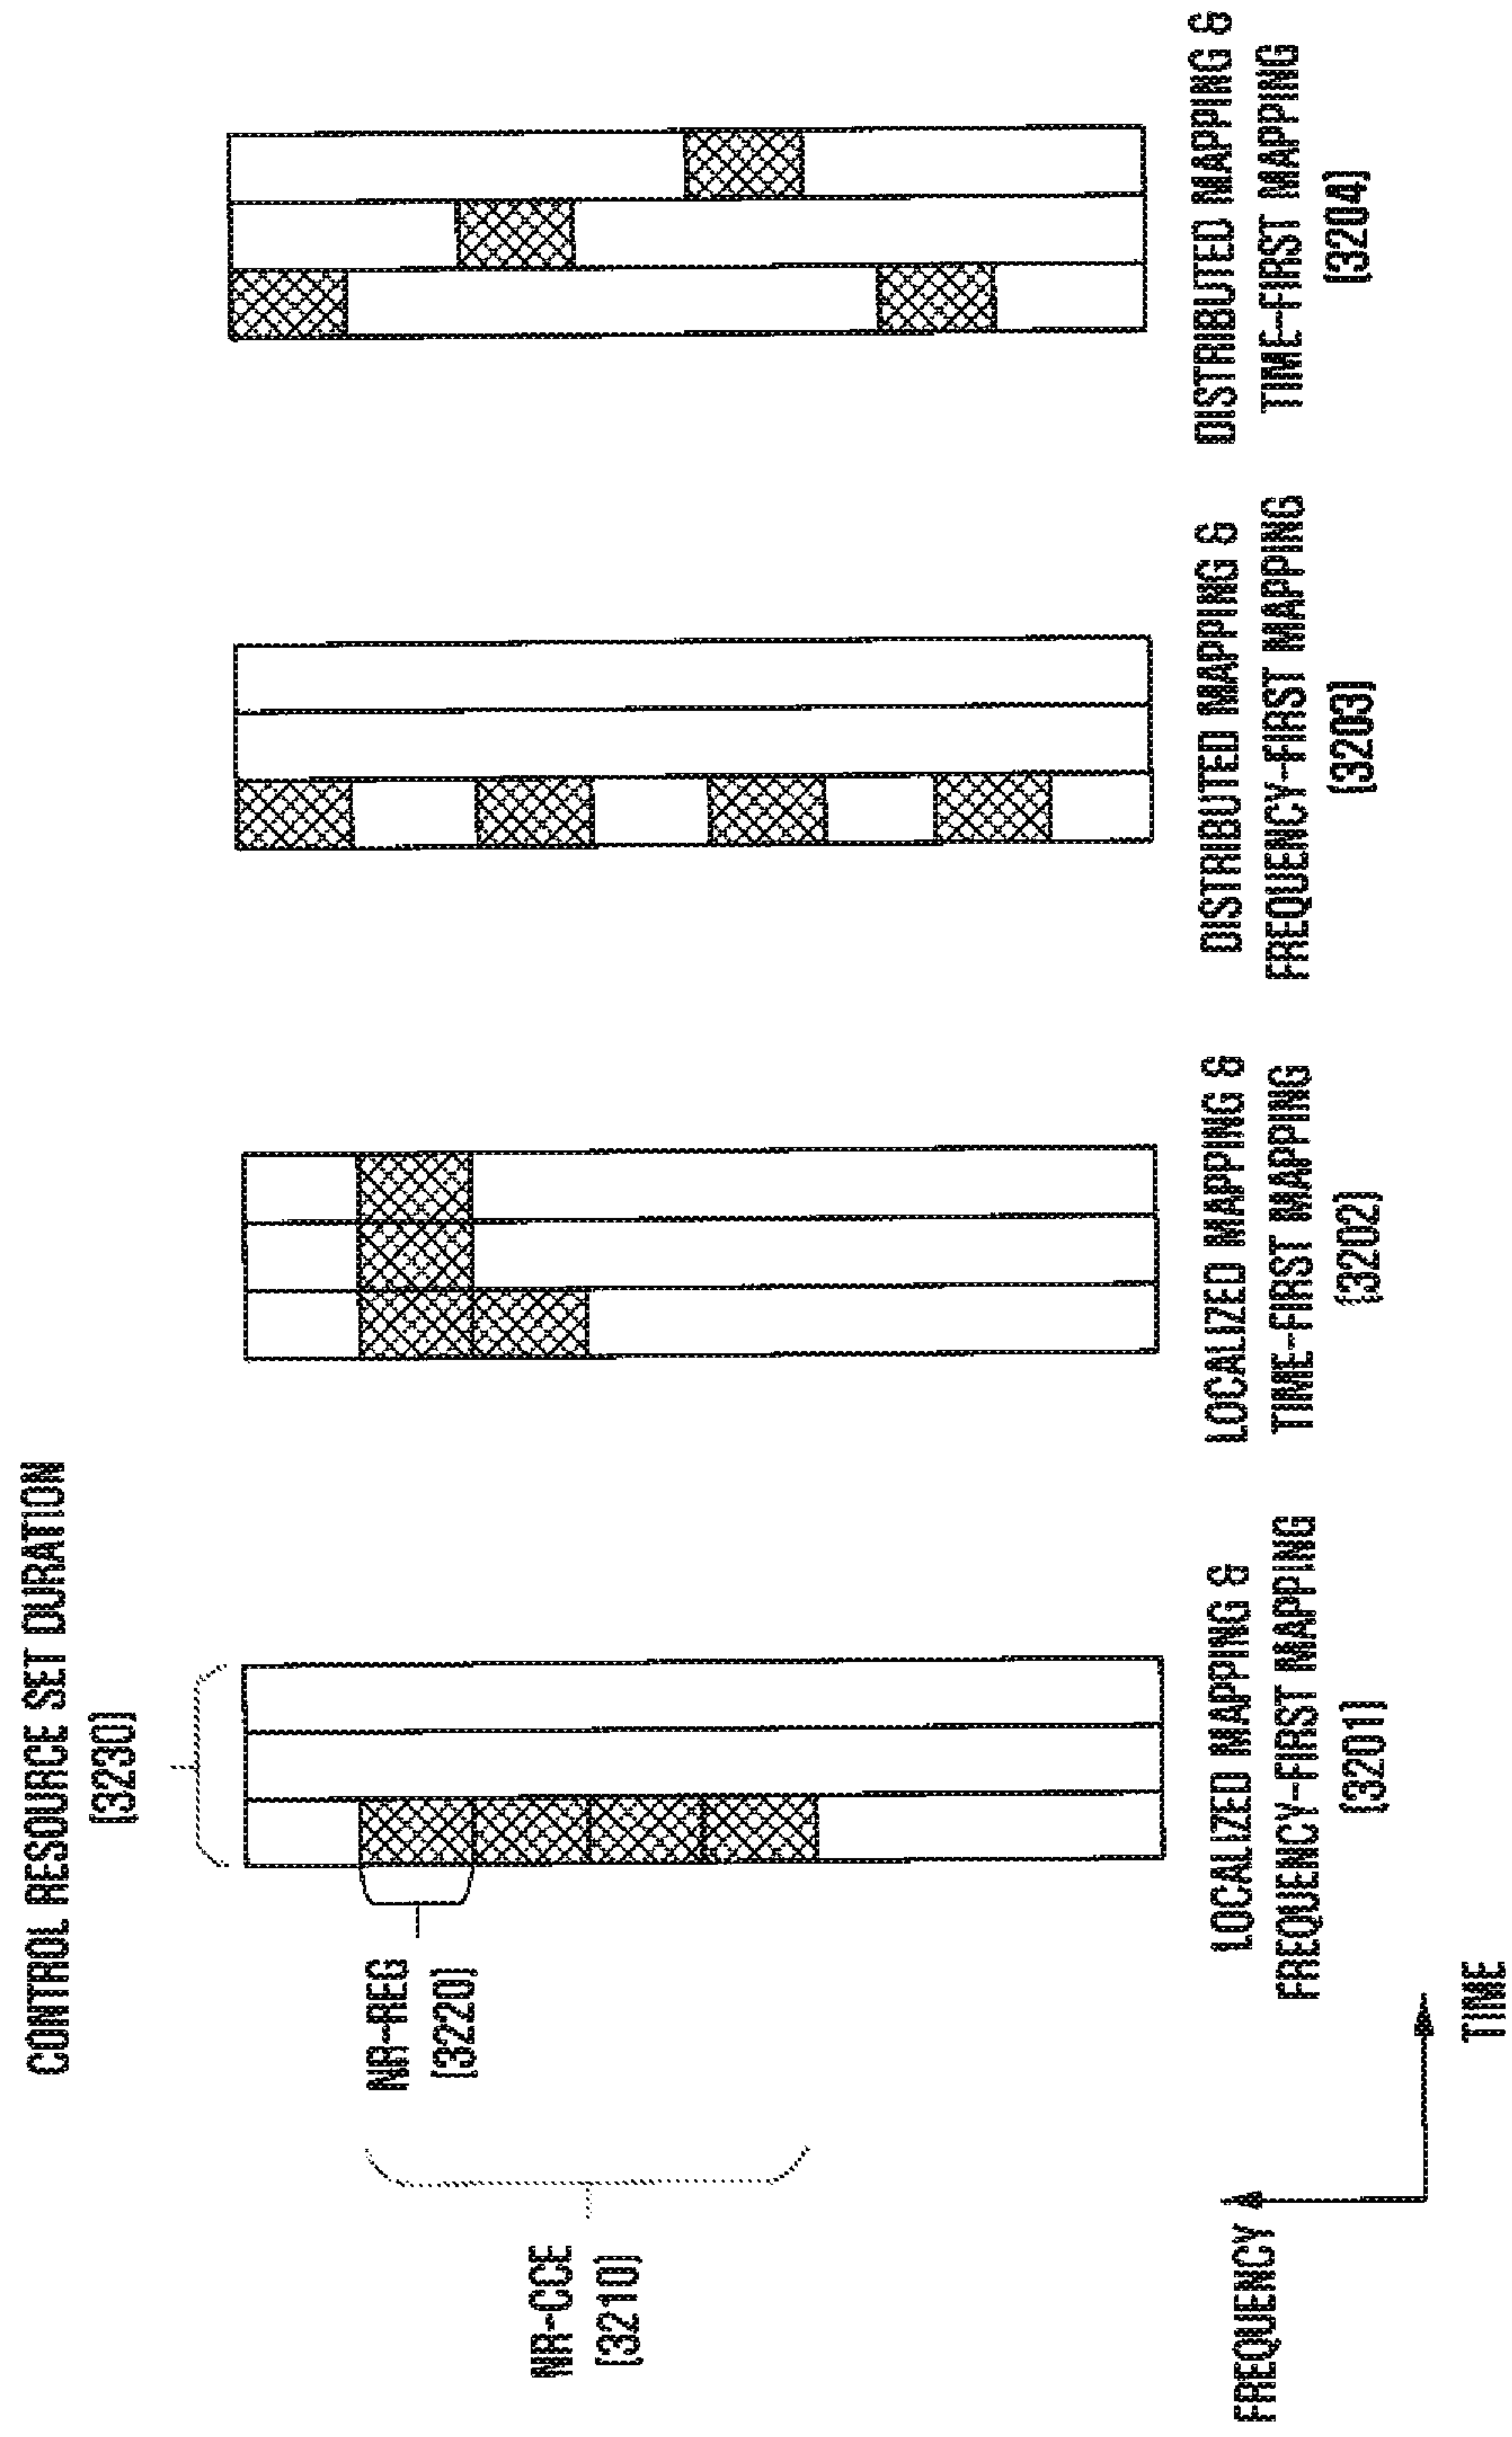 CONTROL RESOURCE SET DURATION
(3230)
NR-REG
(3220)
NR-CCE
(3210)
FREQUENCY
TIME
LOCALIZED MAPPING &
FREQUENCY-FIRST MAPPING
(3201)
LOCALIZED MAPPING &
TIME-FIRST MAPPING
(3202)
DISTRIBUTED MAPPING &
FREQUENCY-FIRST MAPPING
(3203)
DISTRIBUTED MAPPING &
TIME-FIRST MAPPING
(3204)